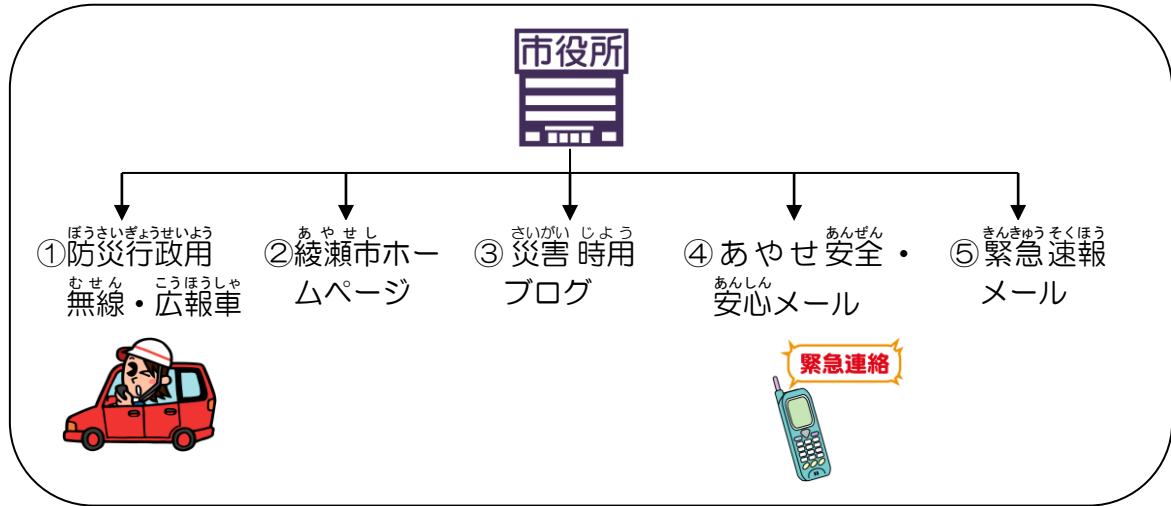 市役所
ぼうさいぎょうせいよう
①防災行政用
むせん こうほうしゃ
無線・広報車
あやせし
②綾瀬市ホー
ムページ
さいがい じよう
③災害時用
ブログ
あんぜん
④あやせ安全・
あんしん
安心メール
きんきゅうそくほう
⑤緊急速報
メール
緊急連絡